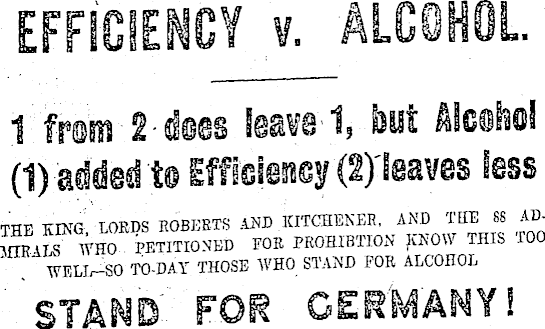 EFFICIENCY v. ALCOHOL.
1 from 2 does leave 1, but Alcohol
(1) added to Efficiency (2) leaves less
THE KING, LORDS ROBERTS AND KITCHENER, AND THE 88 AD-
MIRALS WHO PETITIONED FOR PROHIBTION KNOW THIS TOO
WELL—SO TO-DAY THOSE WHO STAND FOR ALCOHOL
STAND FOR GERMANY!